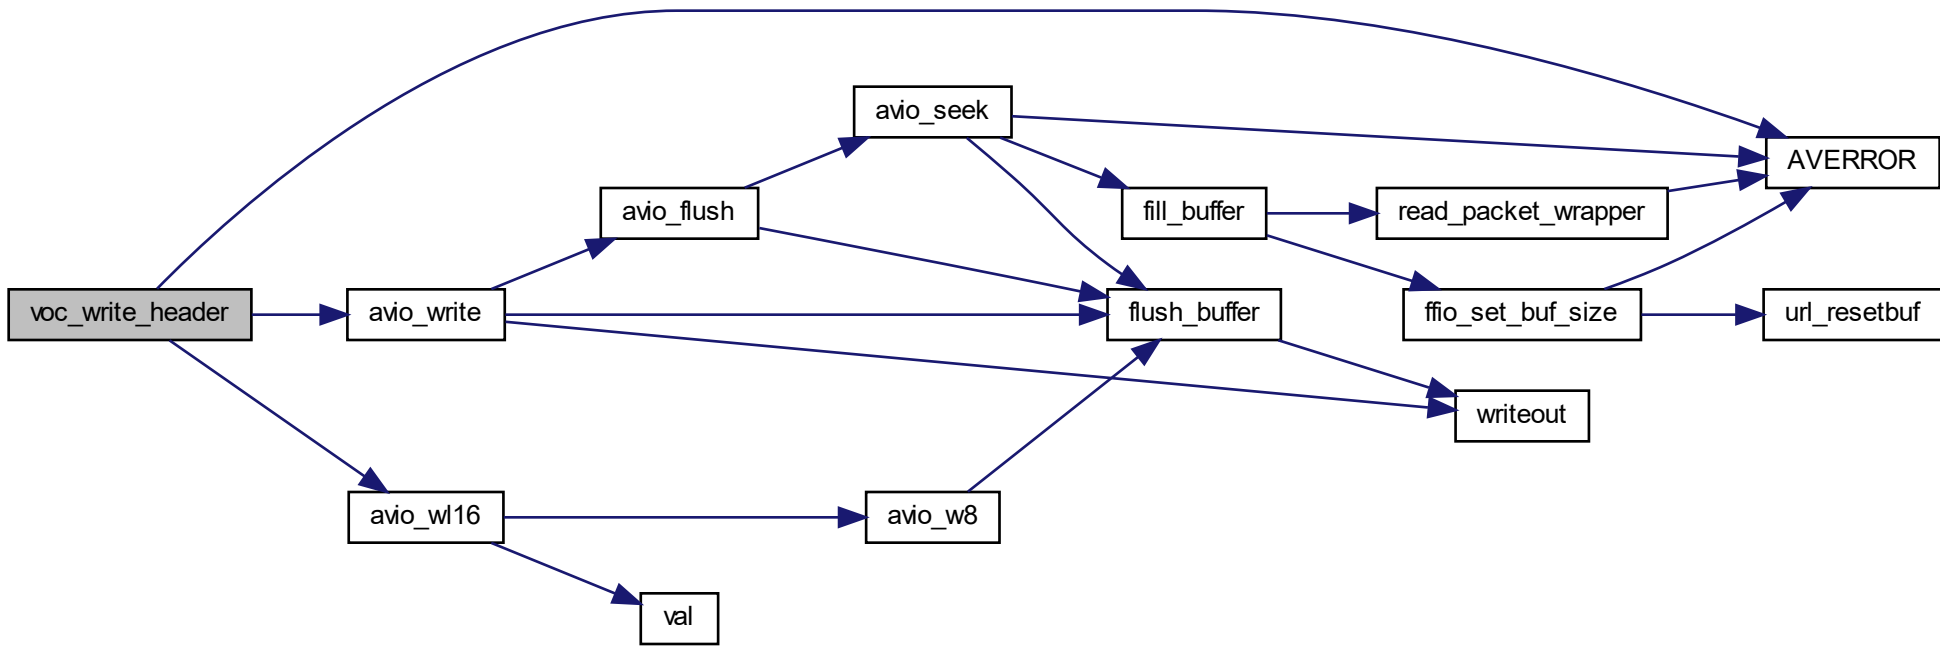 avio_seek
AVERROR
avio_flush
fill_buffer
read_packet_wrapper
voc_write_header
avio_write
flush_buffer
ffio_set_buf_size
url_resetbuf
writeout
avio_wl16
avio_w8
val